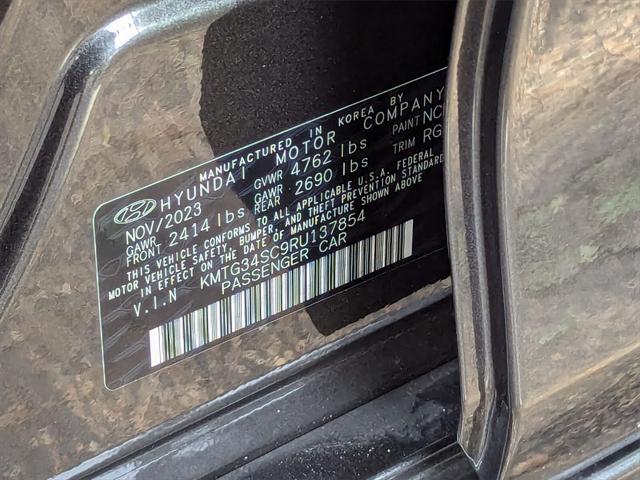 MANUFACTURED IN KOREA BY
HYUNDAI MOTOR COMPANY
NOV/2023 GVWR 4762 lbs PAINT NC
GAWR FRONT 2414 lbs GAWR REAR 2690 lbs TRIM RG
THIS VEHICLE CONFORMS TO ALL APPLICABLE U.S.A. FEDERAL
MOTOR VEHICLE SAFETY, BUMPER, AND THEFT PREVENTION STANDARD
IN EFFECT ON THE DATE OF MANUFACTURE SHOWN ABOVE
V.I.N KMTG34SC9RU137854
PASSENGER CAR